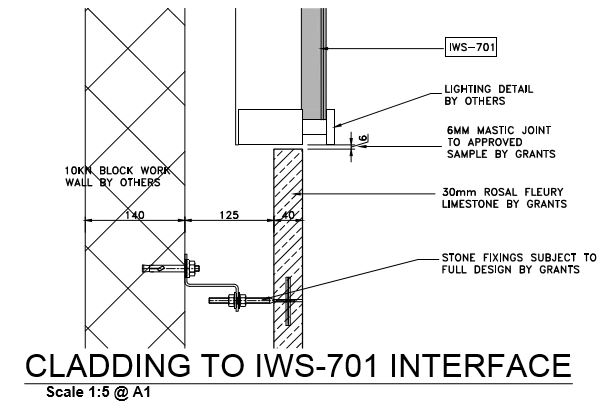 IWS-701
LIGHTING DETAIL
BY OTHERS
6
6MM MASTIC JOINT
TO APPROVED
SAMPLE BY GRANTS
10KN BLOCK WORK
WALL BY OTHERS
30mm ROSAL FLEURY
LIMESTONE BY GRANTS
140
125
40
STONE FIXINGS SUBJECT TO
FULL DESIGN BY GRANTS
CLADDING TO IWS-701 INTERFACE
Scale 1:5 @ A1